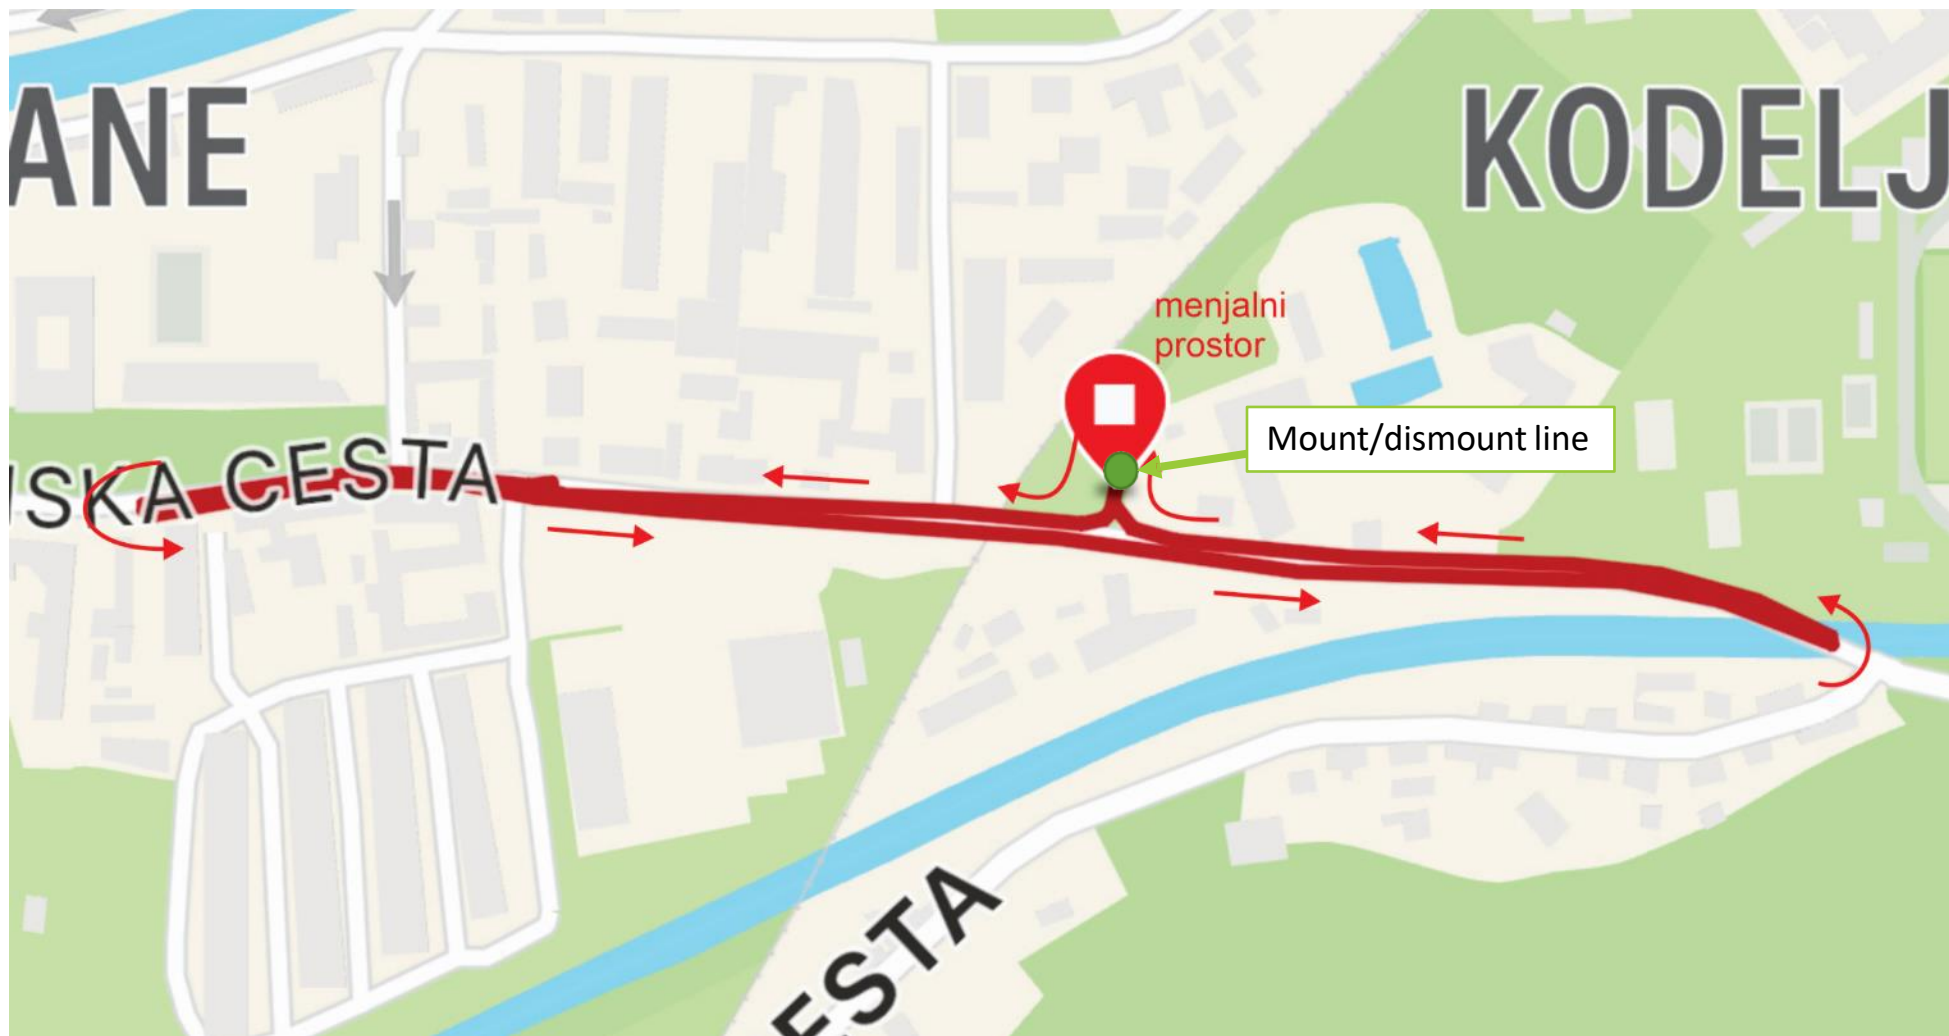 ANE
KODELJ
menjalni
prostor
Mount/dismount line
SKA CESTA
ESTA